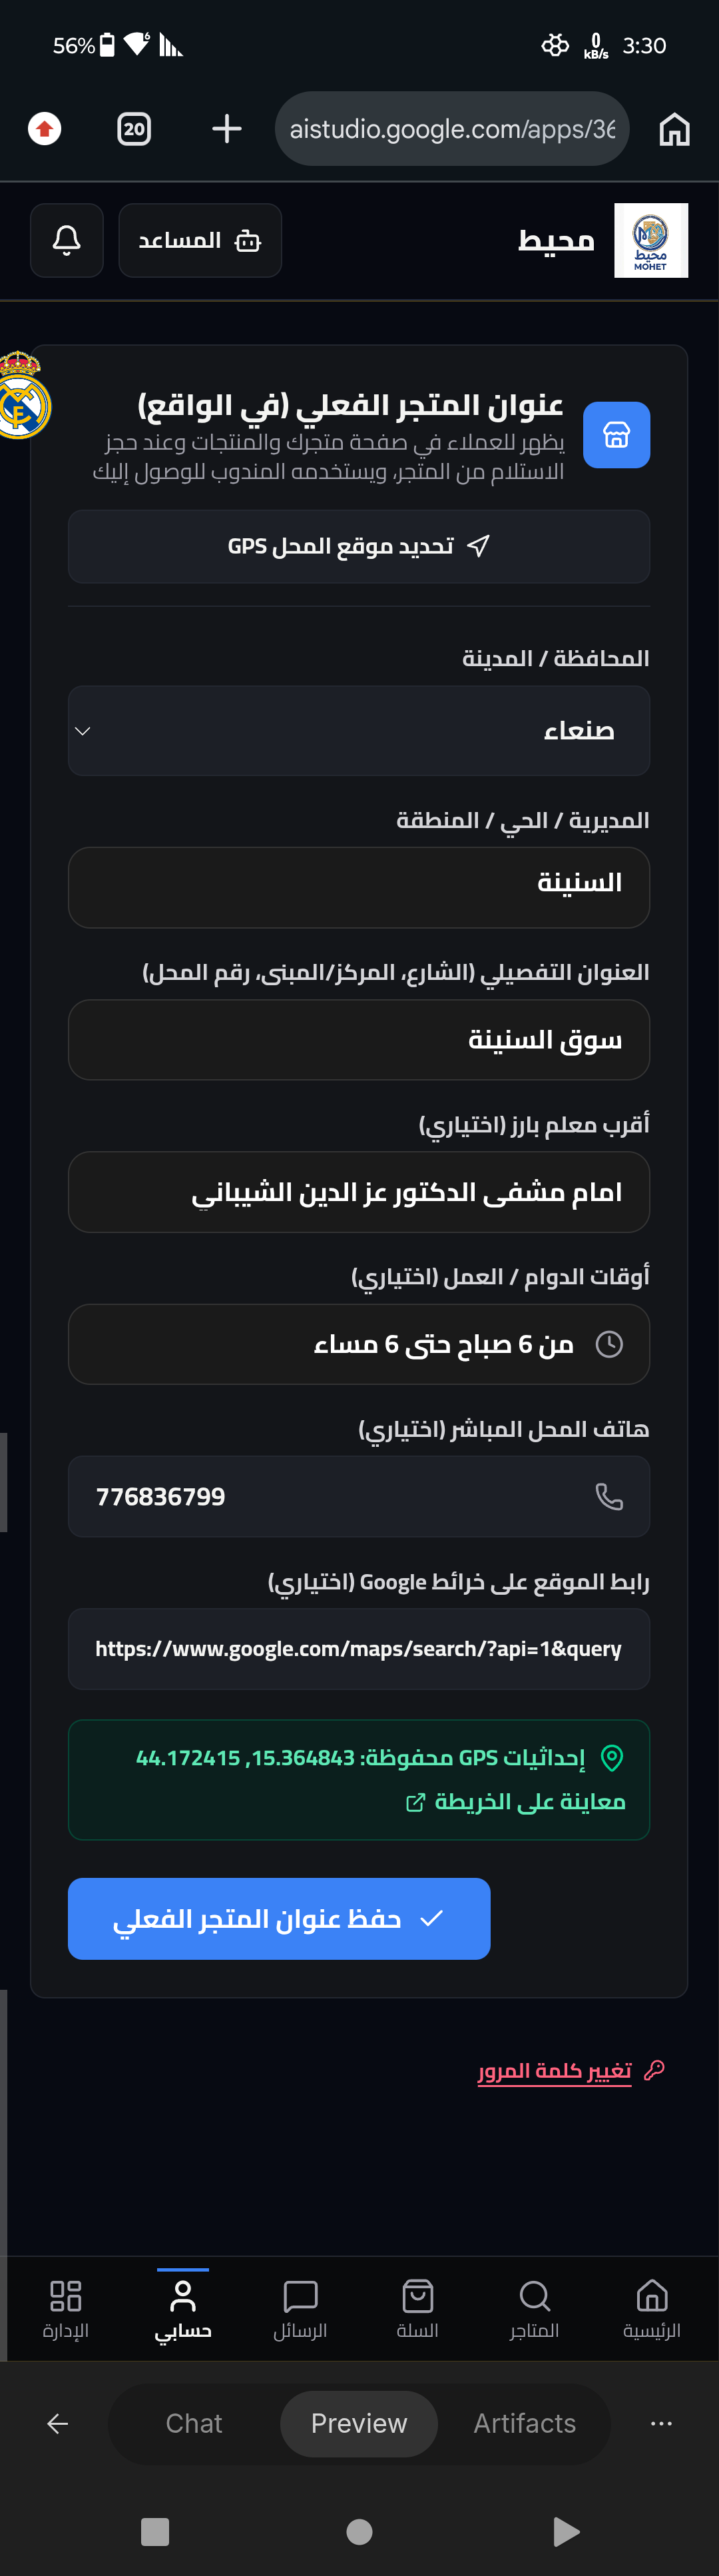 56%
6
0
kB/s
3:30
20
aistudio.google.com/apps/36
المساعد
محيط
محيط
MOHET
عنوان المتجر الفعلي (في الواقع)
يظهر للعملاء في صفحة متجرك والمنتجات وعند حجز
الاستلام من المتجر، ويستخدمه المندوب للوصول إليك
تحديد موقع المحل GPS
المحافظة / المدينة
صنعاء
المديرية / الحي / المنطقة
السنينة
العنوان التفصيلي (الشارع، المركز/المبنى، رقم المحل)
سوق السنينة
أقرب معلم بارز (اختياري)
امام مشفى الدكتور عز الدين الشيباني
أوقات الدوام / العمل (اختياري)
من 6 صباح حتى 6 مساء
هاتف المحل المباشر (اختياري)
776836799
رابط الموقع على خرائط Google (اختياري)
https://www.google.com/maps/search/?api=1&query
إحداثيات GPS محفوظة: 15.364843, 44.172415
معاينة على الخريطة
حفظ عنوان المتجر الفعلي
تغيير كلمة المرور
الرئيسية
المتاجر
السلة
الرسائل
حسابي
الإدارة
Chat
Preview
Artifacts